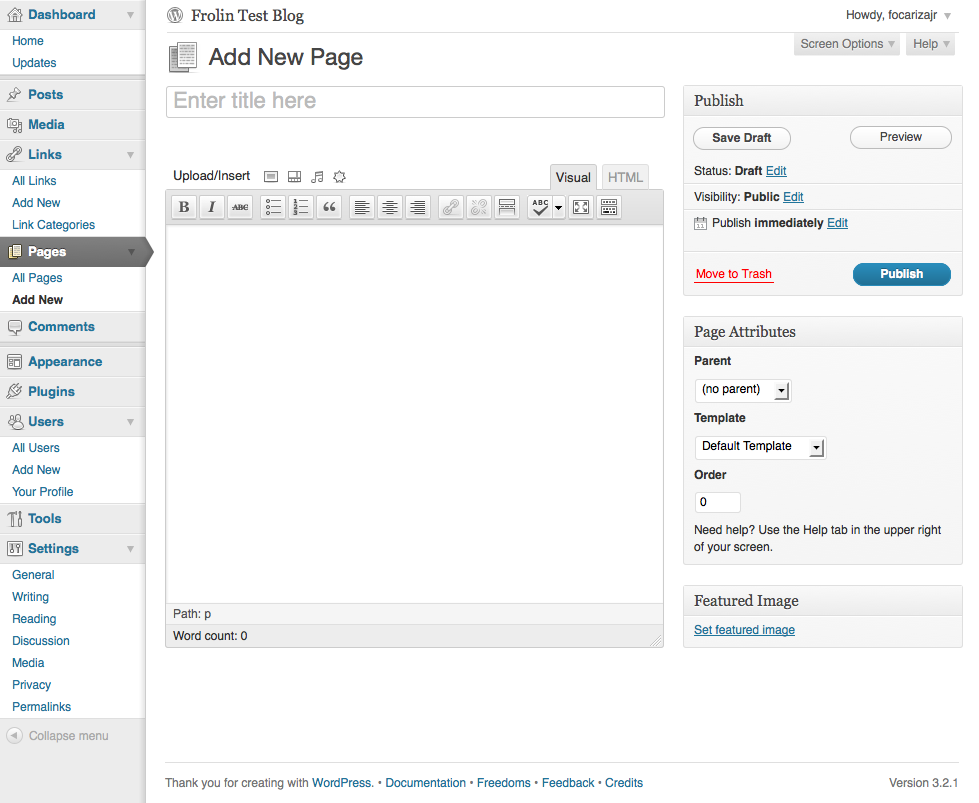 Dashboard
Home
Updates
Posts
Media
Links
All Links
Add New
Link Categories
Pages
All Pages
Add New
Comments
Appearance
Plugins
Users
All Users
Add New
Your Profile
Tools
Settings
General
Writing
Reading
Discussion
Media
Privacy
Permalinks
Collapse menu
Frolin Test Blog
Howdy, focarizajr
Screen Options
Help
Add New Page
Enter title here
Upload/Insert
Visual
HTML
B I ABC ABC
Path: p
Word count: 0
Publish
Save Draft
Preview
Status: Draft Edit
Visibility: Public Edit
Publish immediately Edit
Move to Trash
Publish
Page Attributes
Parent
(no parent)
Template
Default Template
Order
0
Need help? Use the Help tab in the upper right
of your screen.
Featured Image
Set featured image
Thank you for creating with WordPress. • Documentation • Freedoms • Feedback • Credits
Version 3.2.1